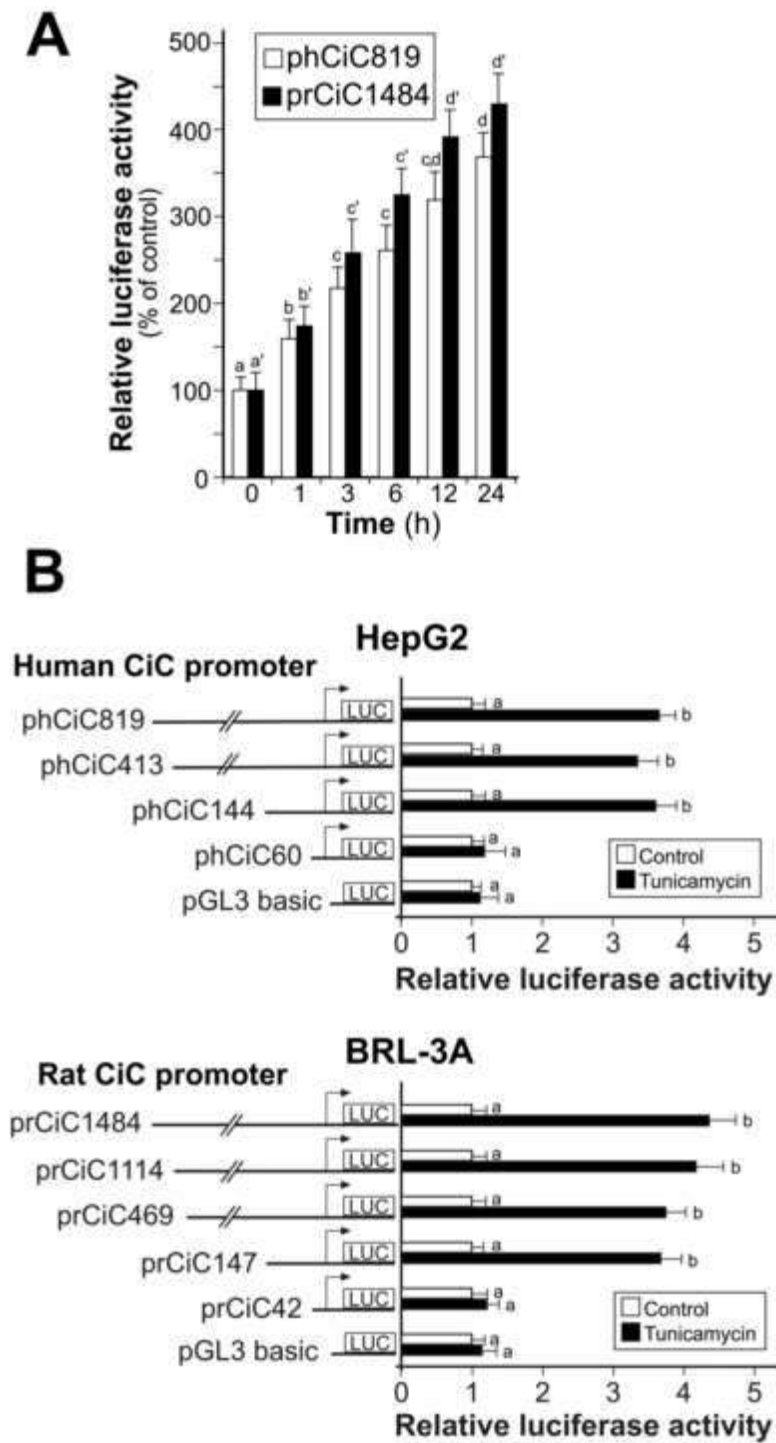 A
phCiC819
prCiC1484
Relative luciferase activity
(% of control)
500
400
300
200
100
0
a a' b b' c c' c c' cd d' d d'
0 1 3 6 12 24
Time (h)
B
HepG2
Human CiC promoter
phCiC819 LUC a b
phCiC413 LUC a b
phCiC144 LUC a b
phCiC60 LUC a a
pGL3 basic LUC a a
Control
Tunicamycin
0 1 2 3 4 5
Relative luciferase activity
BRL-3A
Rat CiC promoter
prCiC1484 LUC a b
prCiC1114 LUC a b
prCiC469 LUC a b
prCiC147 LUC a b
prCiC42 LUC a a
pGL3 basic LUC a a
Control
Tunicamycin
0 1 2 3 4 5
Relative luciferase activity